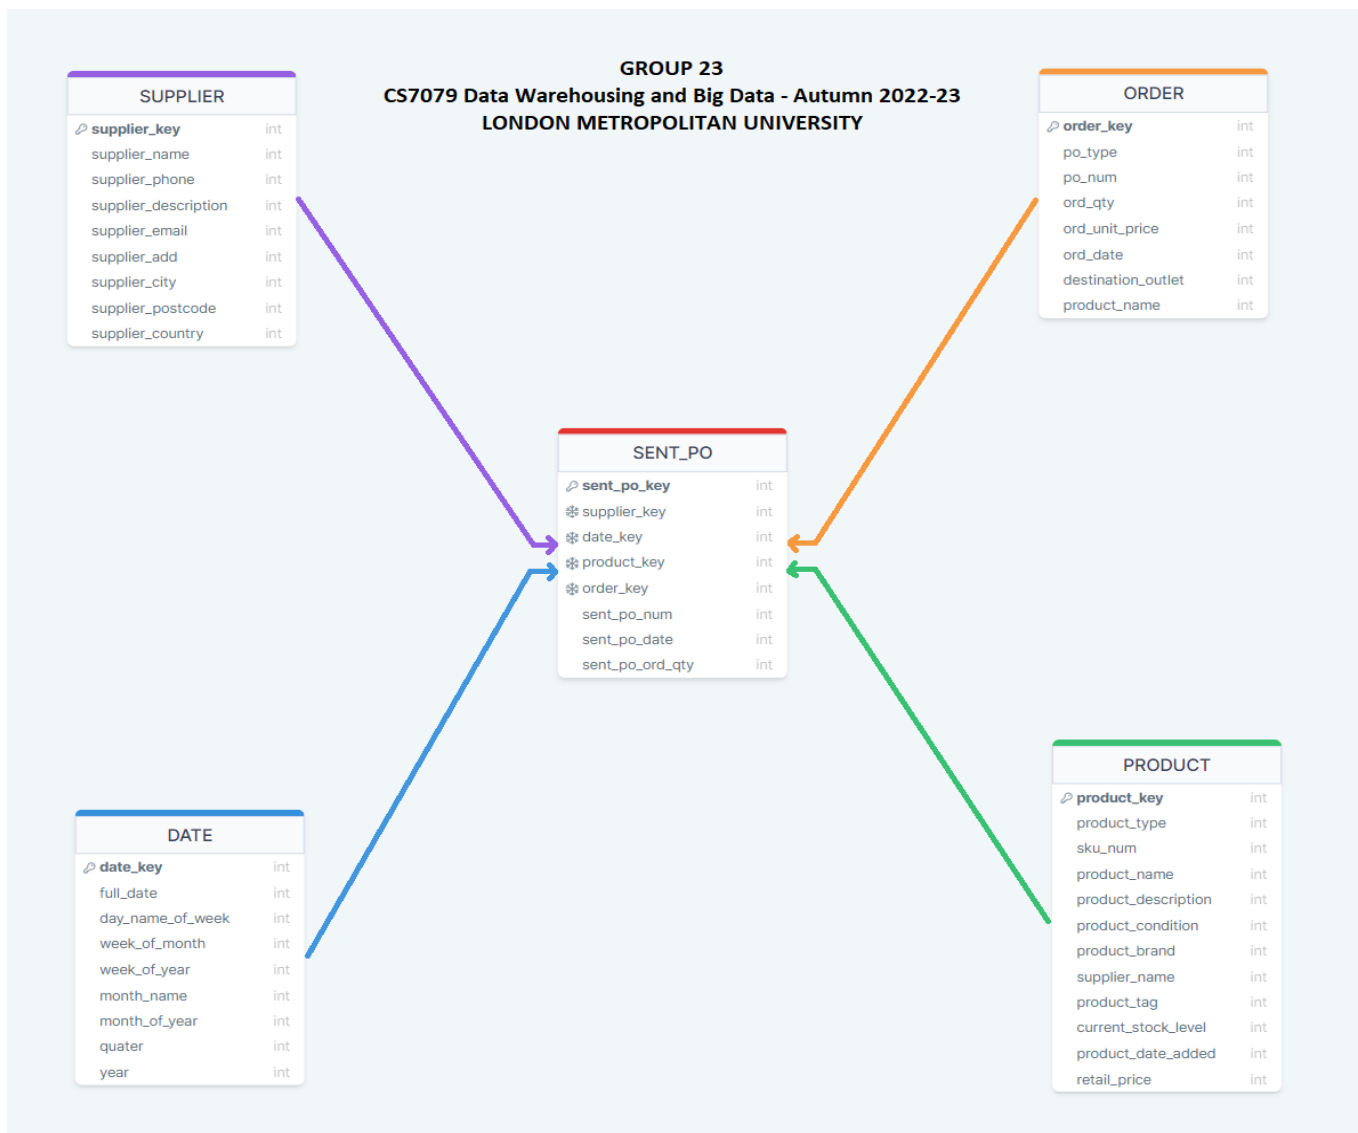 GROUP 23
CS7079 Data Warehousing and Big Data - Autumn 2022-23
LONDON METROPOLITAN UNIVERSITY
SUPPLIER
supplier_key int
supplier_name int
supplier_phone int
supplier_description int
supplier_email int
supplier_add int
supplier_city int
supplier_postcode int
supplier_country int
ORDER
order_key int
po_type int
po_num int
ord_qty int
ord_unit_price int
ord_date int
destination_outlet int
product_name int
SENT_PO
sent_po_key int
supplier_key int
date_key int
product_key int
order_key int
sent_po_num int
sent_po_date int
sent_po_ord_qty int
DATE
date_key int
full_date int
day_name_of_week int
week_of_month int
week_of_year int
month_name int
month_of_year int
quater int
year int
PRODUCT
product_key int
product_type int
sku_num int
product_name int
product_description int
product_condition int
product_brand int
supplier_name int
product_tag int
current_stock_level int
product_date_added int
retail_price int